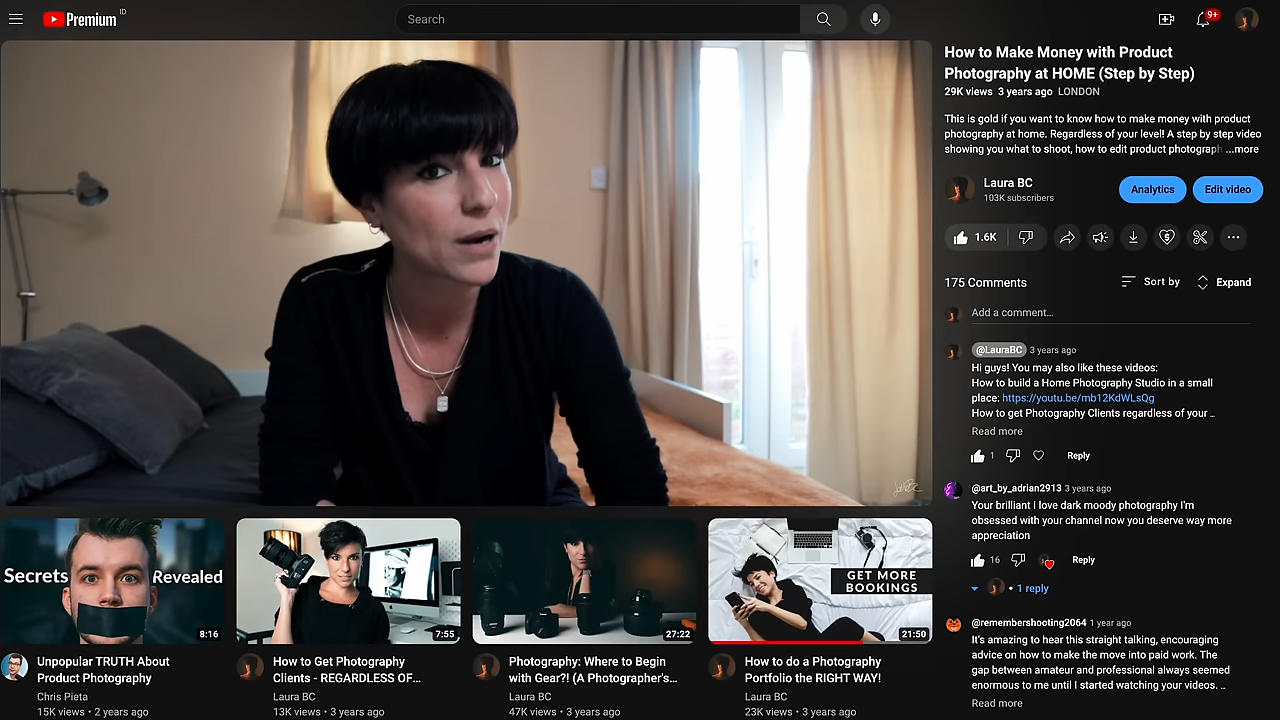 Premium ID
Search
9+
How to Make Money with Product
Photography at HOME (Step by Step)
29K views 3 years ago LONDON
This is gold if you want to know how to make money with product
photography at home. Regardless of your level! A step by step video
showing you what to shoot, how to edit product photograph ...more
Laura BC
103K subscribers
Analytics
Edit video
1.6K
175 Comments
Sort by
Expand
Add a comment...
@LauraBC 3 years ago
Hi guys! You may also like these videos:
How to build a Home Photography Studio in a small
place: https://youtu.be/mb12KdWLsQg
How to get Photography Clients regardless of your ...
Read more
1
Reply
@art_by_adrian2913 3 years ago
Your brilliant I love dark moody photography I'm
obsessed with your channel now you deserve way more
appreciation
16
Reply
• 1 reply
@remembershooting2064 1 year ago
It's amazing to hear this straight talking, encouraging
advice on how to make the move into paid work. The
gap between amateur and professional always seemed
enormous to me until I started watching your videos. ...
Read more
Secrets Revealed
8:16
Unpopular TRUTH About
Product Photography
Chris Pieta
15K views • 2 years ago
7:55
How to Get Photography
Clients - REGARDLESS OF...
Laura BC
13K views • 3 years ago
27:22
Photography: Where to Begin
with Gear?! (A Photographer's...
Laura BC
47K views • 3 years ago
GET MORE
BOOKINGS
21:50
How to do a Photography
Portfolio the RIGHT WAY!
Laura BC
23K views • 3 years ago